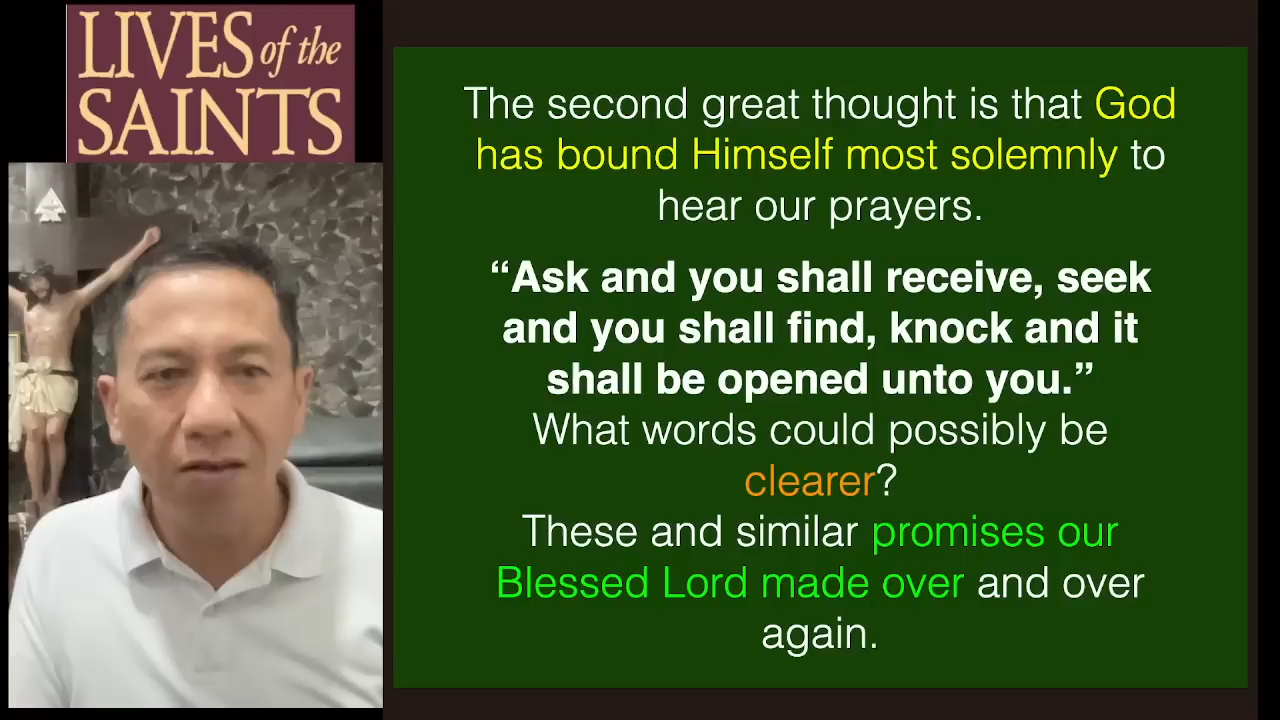 LIVES of the
SAINTS
The second great thought is that God
has bound Himself most solemnly to
hear our prayers.
“Ask and you shall receive, seek
and you shall find, knock and it
shall be opened unto you.”
What words could possibly be
clearer?
These and similar promises our
Blessed Lord made over and over
again.